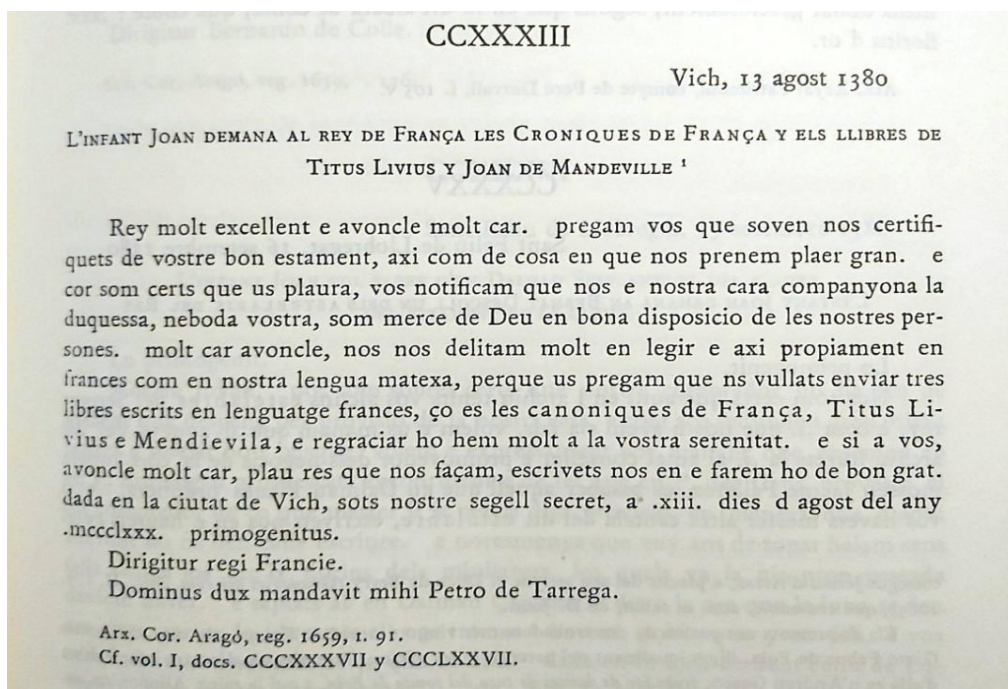 CCXXXIII
Vich, 13 agost 1380
L'infant Joan demana al rey de França les Croniques de França y els llibres de
Titus Livius y Joan de Mandeville ¹
Rey molt excellent e avoncle molt car. pregam vos que soven nos certifi-
quets de vostre bon estament, axi com de cosa en que nos prenem plaer gran. e
cor som certs que us plaura, vos notificam que nos e nostra cara companyona la
duquessa, neboda vostra, som merce de Deu en bona disposicio de les nostres per-
sones. molt car avoncle, nos nos delitam molt en legir e axi propiament en
frances com en nostra lengua matexa, perque us pregam que ns vullats enviar tres
libres escrits en lenguatge frances, ço es les canoniques de França, Titus Li-
vius e Mendievila, e regraciar ho hem molt a la vostra serenitat. e si a vos,
avoncle molt car, plau res que nos façam, escrivets nos en e farem ho de bon grat.
dada en la ciutat de Vich, sots nostre segell secret, a .xiii. dies d agost del any
.mccclxxx. primogenitus.
Dirigitur regi Francie.
Dominus dux mandavit mihi Petro de Tarrega.
Arx. Cor. Aragó, reg. 1659, f. 91.
Cf. vol. I, docs. CCCXXXVII y CCCLXXVII.